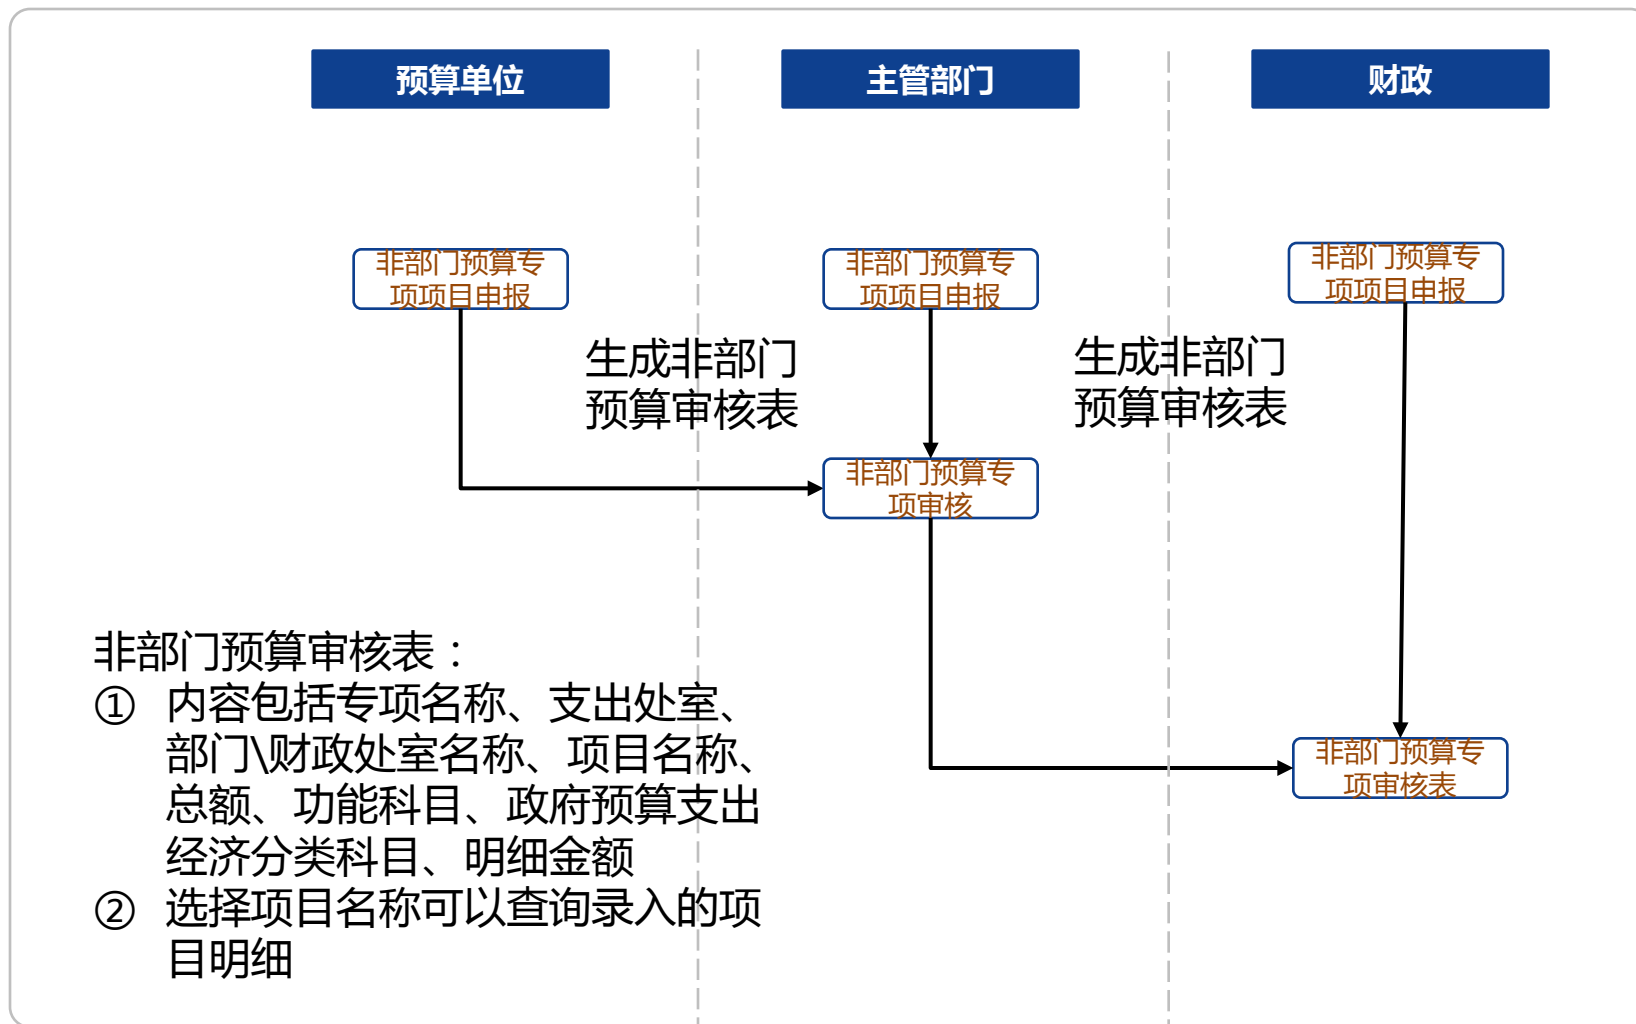 预算单位
主管部门
财政
非部门预算专
项项目申报
非部门预算专
项项目申报
非部门预算专
项项目申报
生成非部门
预算审核表
生成非部门
预算审核表
非部门预算专
项审核
非部门预算专
项审核表
非部门预算审核表：
① 内容包括专项名称、支出处室、
部门\财政处室名称、项目名称、
总额、功能科目、政府预算支出
经济分类科目、明细金额
② 选择项目名称可以查询录入的项
目明细